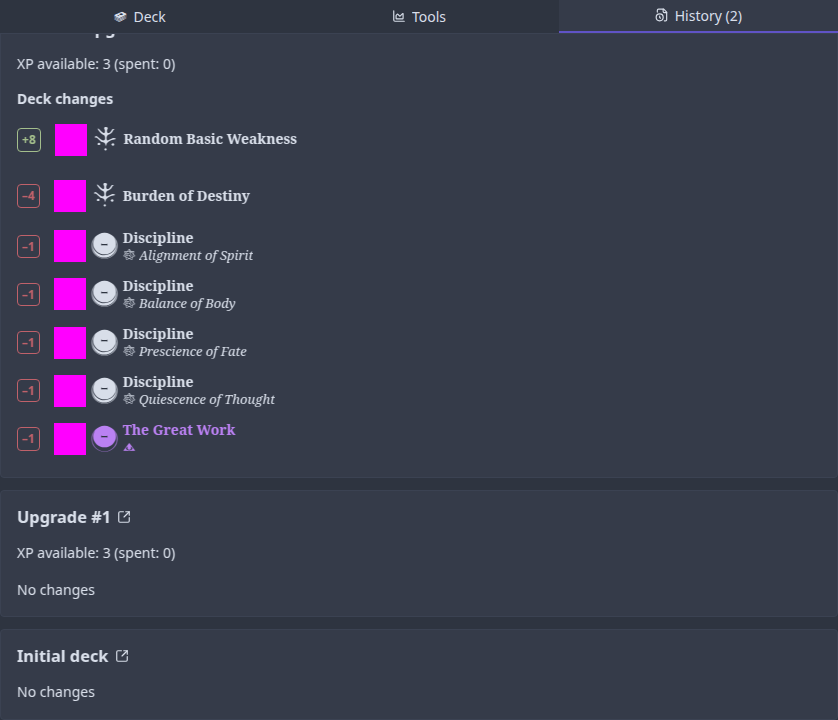 Deck
Tools
History (2)
XP available: 3 (spent: 0)
Deck changes
+8
Random Basic Weakness
−4
Burden of Destiny
−1
Discipline
Alignment of Spirit
−1
Discipline
Balance of Body
−1
Discipline
Prescience of Fate
−1
Discipline
Quiescence of Thought
−1
The Great Work
Upgrade #1
XP available: 3 (spent: 0)
No changes
Initial deck
No changes